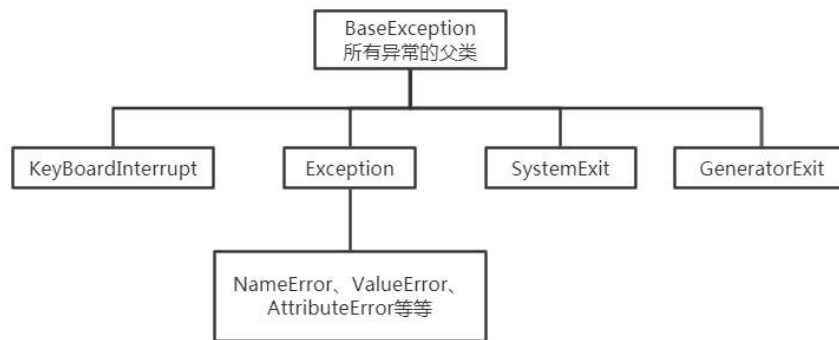 BaseException
所有异常的父类
KeyBoardInterrupt
Exception
SystemExit
GeneratorExit
NameError、ValueError、
AttributeError等等